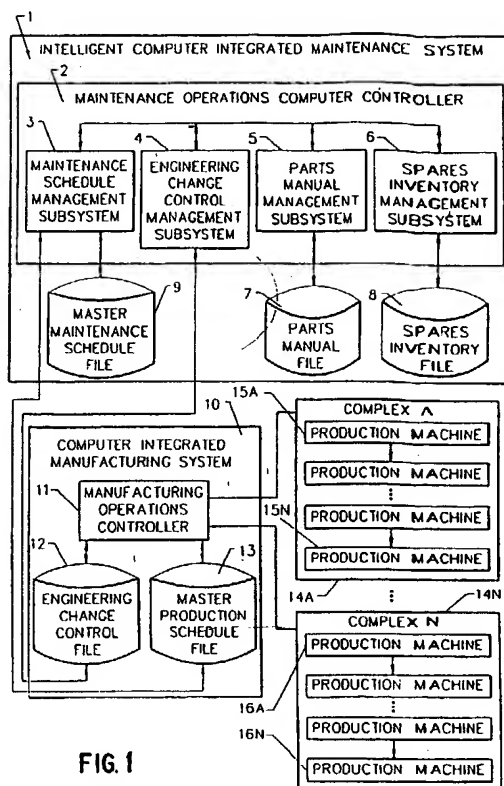 1
INTELLIGENT COMPUTER INTEGRATED MAINTENANCE SYSTEM
2
MAINTENANCE OPERATIONS COMPUTER CONTROLLER
3
4
5
6
MAINTENANCE
SCHEDULE
MANAGEMENT
SUBSYSTEM
ENGINEERING
CHANGE
CONTROL
MANAGEMENT
SUBSYSTEM
PARTS
MANUAL
MANAGEMENT
SUBSYSTEM
SPARES
INVENTORY
MANAGEMENT
SUBSYSTEM
9
MASTER
MAINTENANCE
SCHEDULE
FILE
7
PARTS
MANUAL
FILE
8
SPARES
INVENTORY
FILE
10
COMPUTER INTEGRATED
MANUFACTURING SYSTEM
11
MANUFACTURING
OPERATIONS
CONTROLLER
12
ENGINEERING
CHANGE
CONTROL
FILE
13
MASTER
PRODUCTION
SCHEDULE
FILE
15A
COMPLEX A
PRODUCTION MACHINE
PRODUCTION MACHINE
15N
PRODUCTION MACHINE
PRODUCTION MACHINE
14A
14N
COMPLEX N
PRODUCTION MACHINE
16A
PRODUCTION MACHINE
PRODUCTION MACHINE
16N
PRODUCTION MACHINE
FIG.1